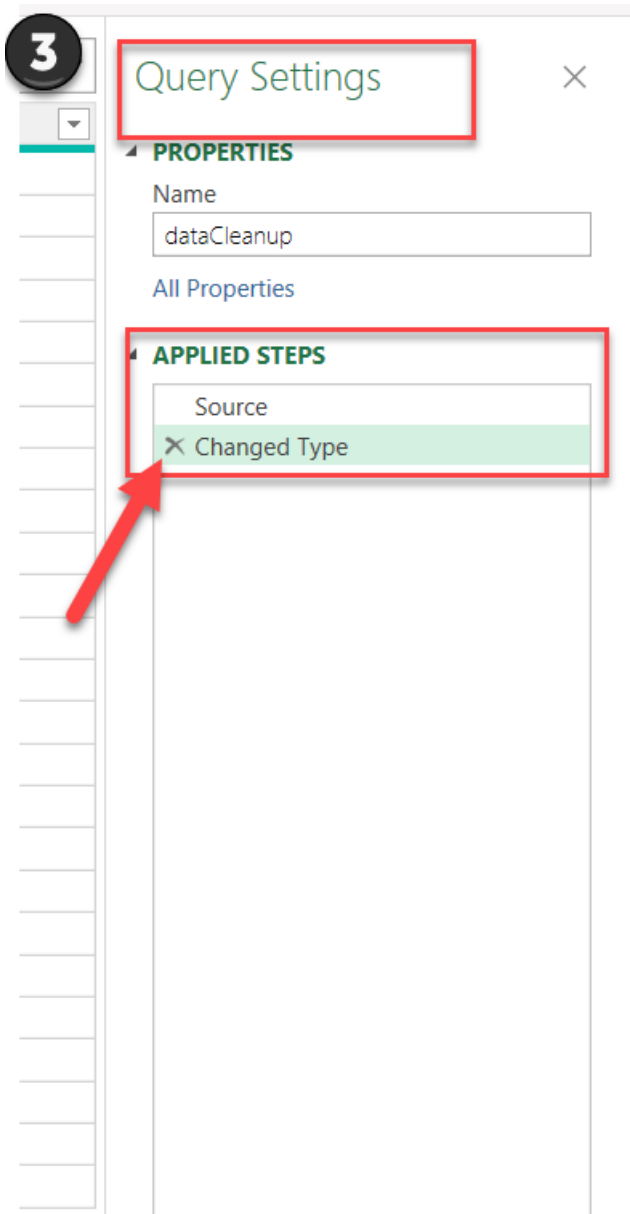 3
Query Settings
PROPERTIES
Name
dataCleanup
All Properties
APPLIED STEPS
Source
Changed Type